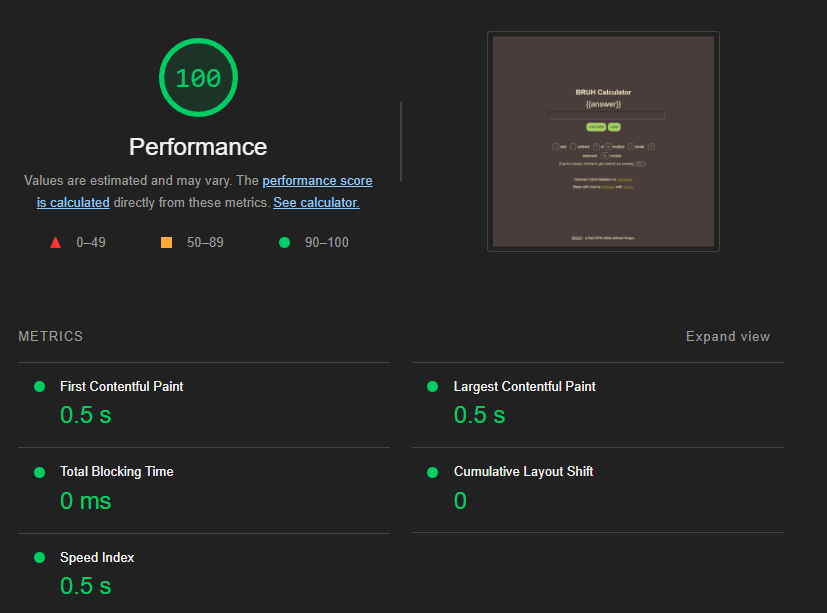 100
Performance
Values are estimated and may vary. The performance score
is calculated directly from these metrics. See calculator.
0–49
50–89
90–100
BRUH Calculator
{{answer}}
METRICS
Expand view
First Contentful Paint
0.5 s
Largest Contentful Paint
0.5 s
Total Blocking Time
0 ms
Cumulative Layout Shift
0
Speed Index
0.5 s